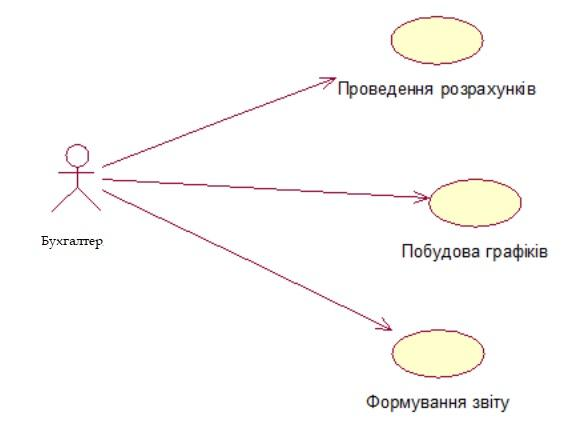 Проведення розрахунків
Бухгалтер
Побудова графіків
Формування звіту